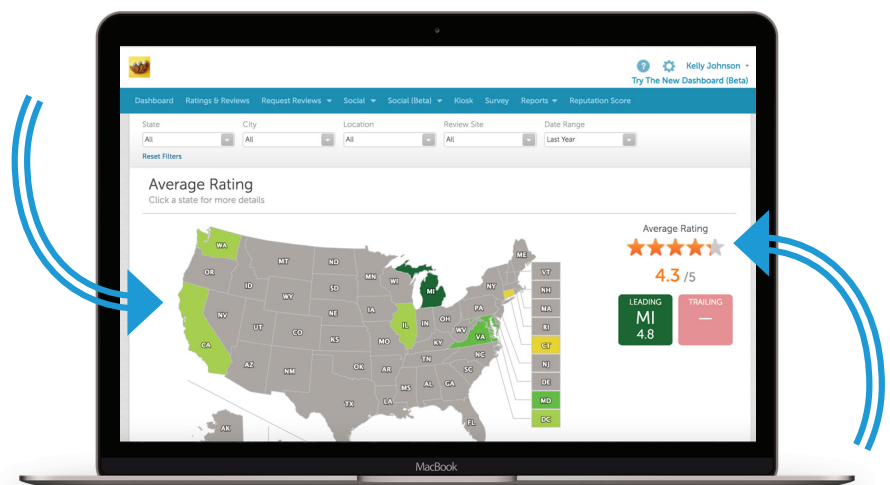 Kelly Johnson
Try The New Dashboard (Beta)
Dashboard Ratings & Reviews Request Reviews Social Social (Beta) Kiosk Survey Reports Reputation Score
State City Location Review Site Date Range
All All All All Last Year
Reset Filters
Average Rating
Click a state for more details
Average Rating
4.3 /5
LEADING TRAILING
MI —
4.8
WA
MT
ND
ME
OR
ID
MN
WI
VT
SD
NY
NH
WY
MI
MA
IA
PA
NE
NV
OH
RI
IL
IN
UT
CO
WV
VA
CT
CA
KS
MO
KY
NC
NJ
TN
AZ
OK
AR
SC
DE
NM
MS
AL
GA
MD
TX
LA
FL
DC
AK
MacBook